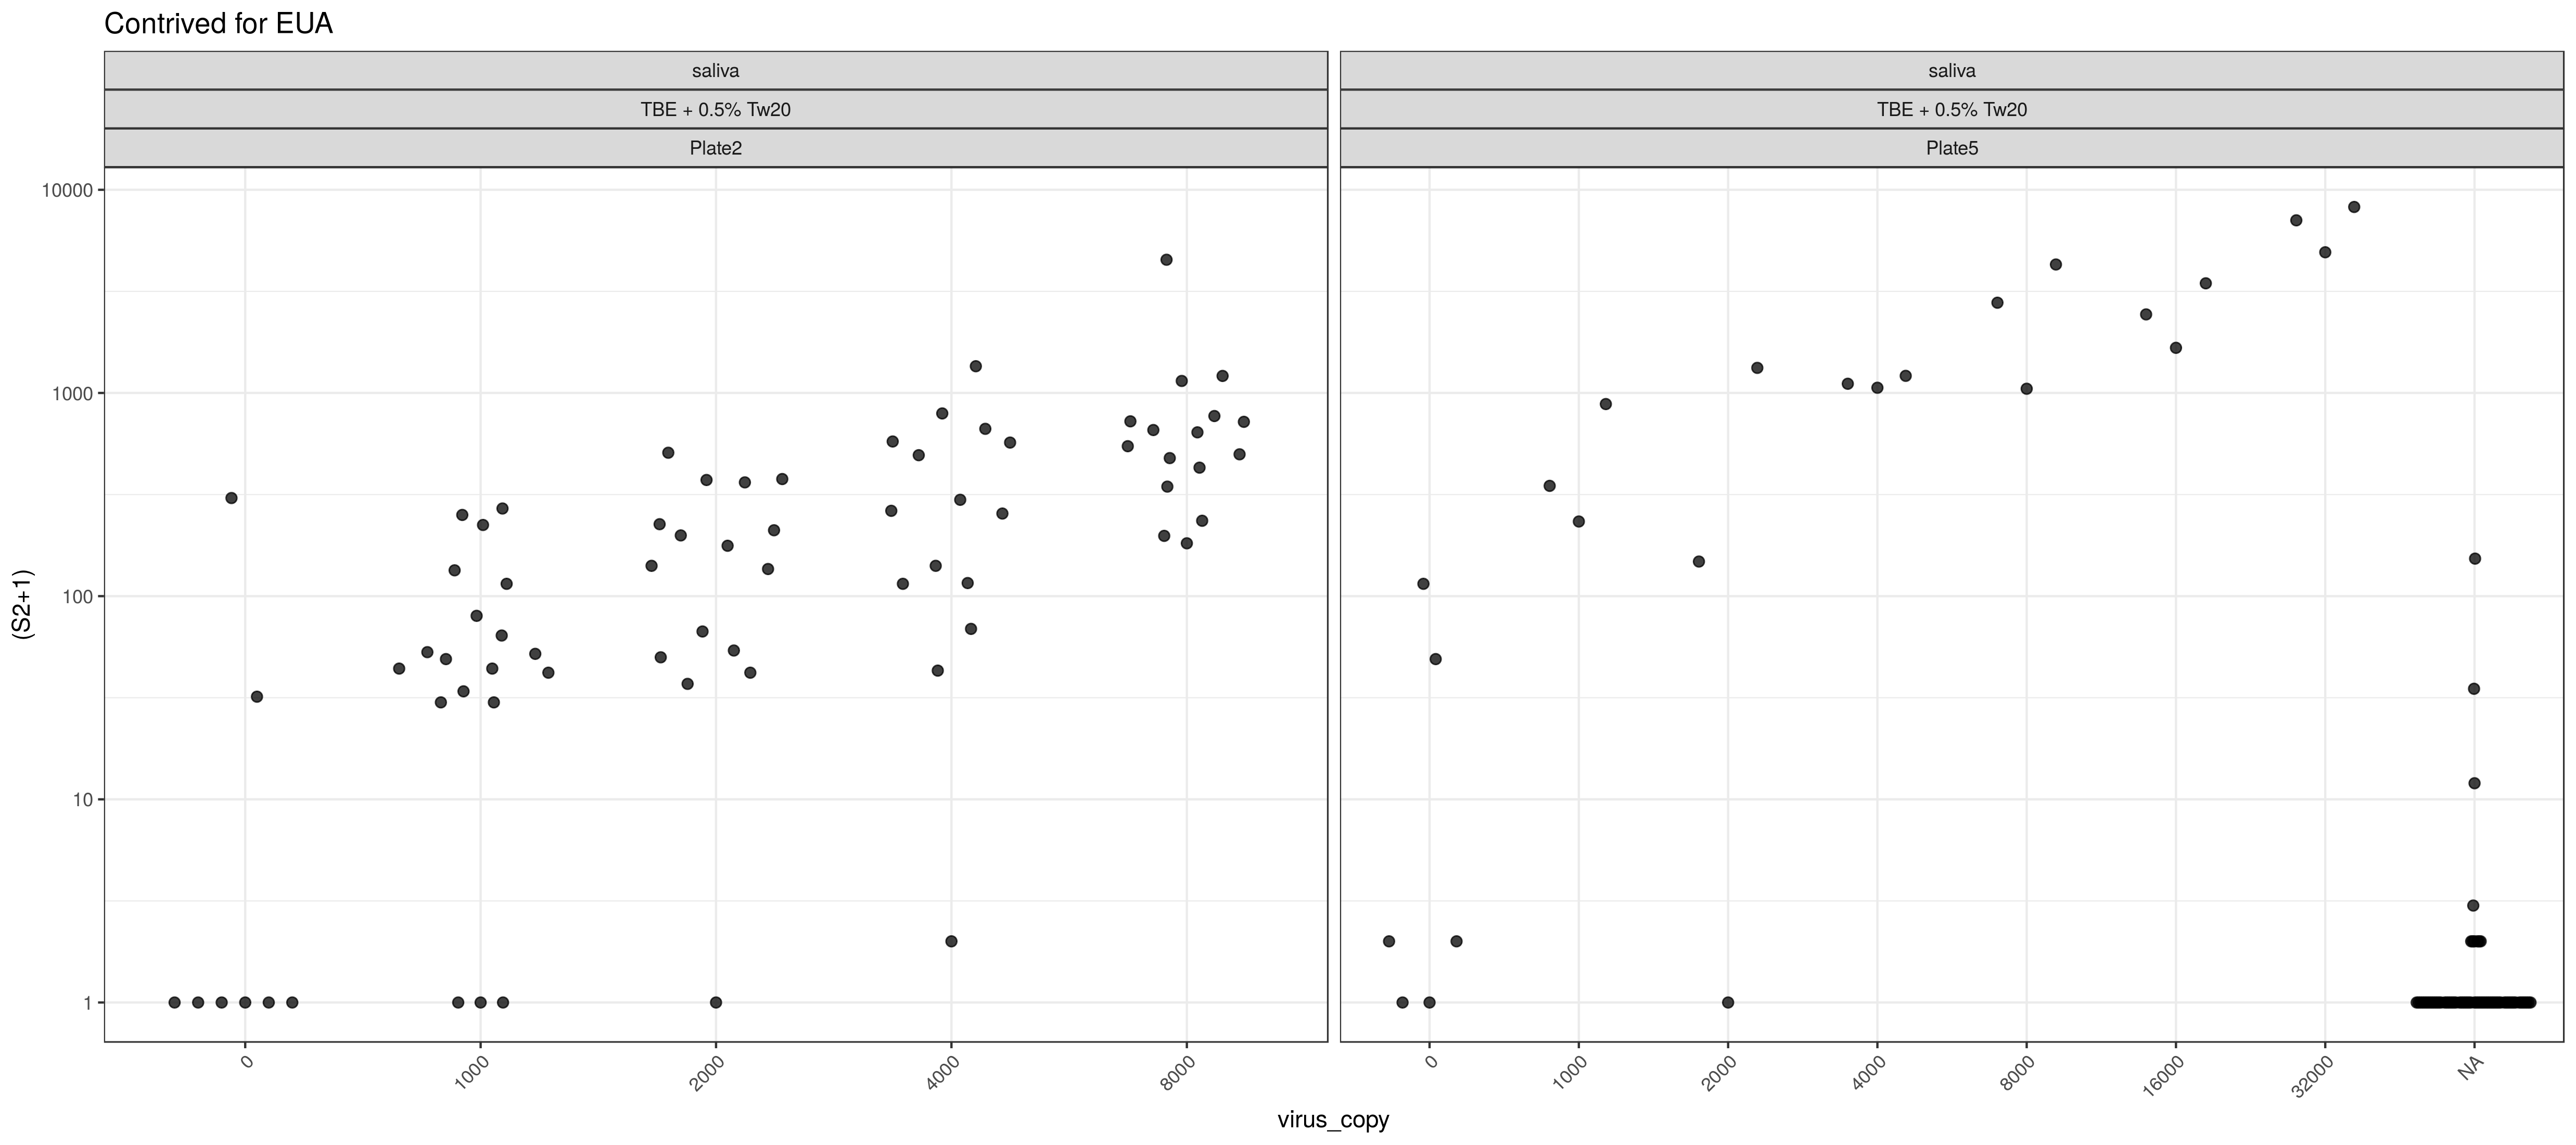 Contrived for EUA
saliva
saliva
TBE + 0.5% Tw20
TBE + 0.5% Tw20
Plate2
Plate5
10000
1000
100
10
1
(S2+1)
0
1000
2000
4000
8000
0
1000
2000
4000
8000
16000
32000
NA
virus_copy